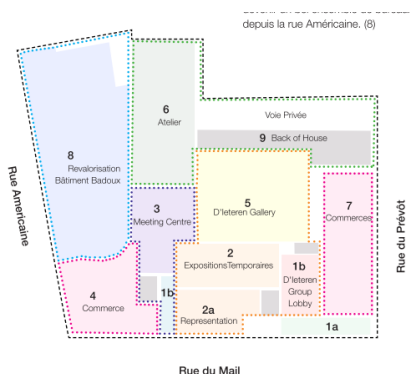 depuis la rue Américaine. (8)
6
Atelier
Voie Privée
9 Back of House
8
Revalorisation
Bâtiment Badoux
3
Meeting Centre
5
D'Ieteren Gallery
7
Commerces
Rue Americaine
Rue du Prévôt
2
ExpositionsTemporaires
1b
D'Ieteren
Group
Lobby
4
Commerce
1b
2a
Representation
1a
Rue du Mail